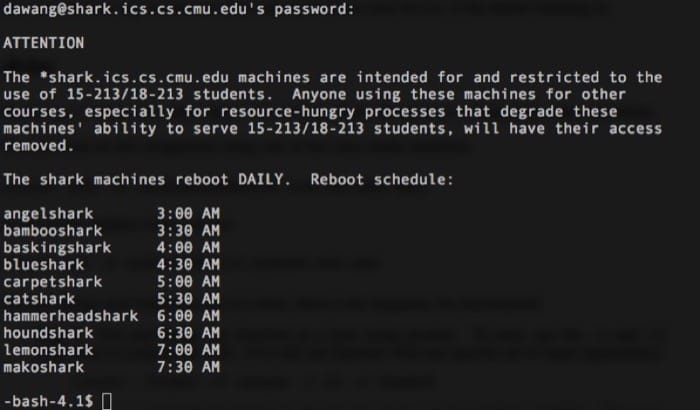 dawang@shark.ics.cs.cmu.edu's password:
ATTENTION
The *shark.ics.cs.cmu.edu machines are intended for and restricted to the
use of 15-213/18-213 students.  Anyone using these machines for other
courses, especially for resource-hungry processes that degrade these
machines' ability to serve 15-213/18-213 students, will have their access
removed.
The shark machines reboot DAILY.  Reboot schedule:
angelshark       3:00 AM
bambooshark      3:30 AM
baskingshark     4:00 AM
blueshark        4:30 AM
carpetshark      5:00 AM
catshark         5:30 AM
hammerheadshark  6:00 AM
houndshark       6:30 AM
lemonshark       7:00 AM
makoshark        7:30 AM
-bash-4.1$